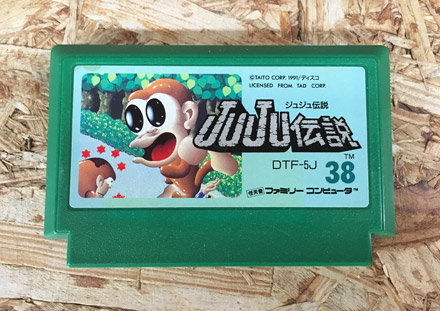 ©TAITO CORP. 1991/ディスコ
LICENSED FROM TAD CORP.
ジュジュ伝説
JUJU伝説
DTF-5J
TM
38
ファミリー コンピュータ™